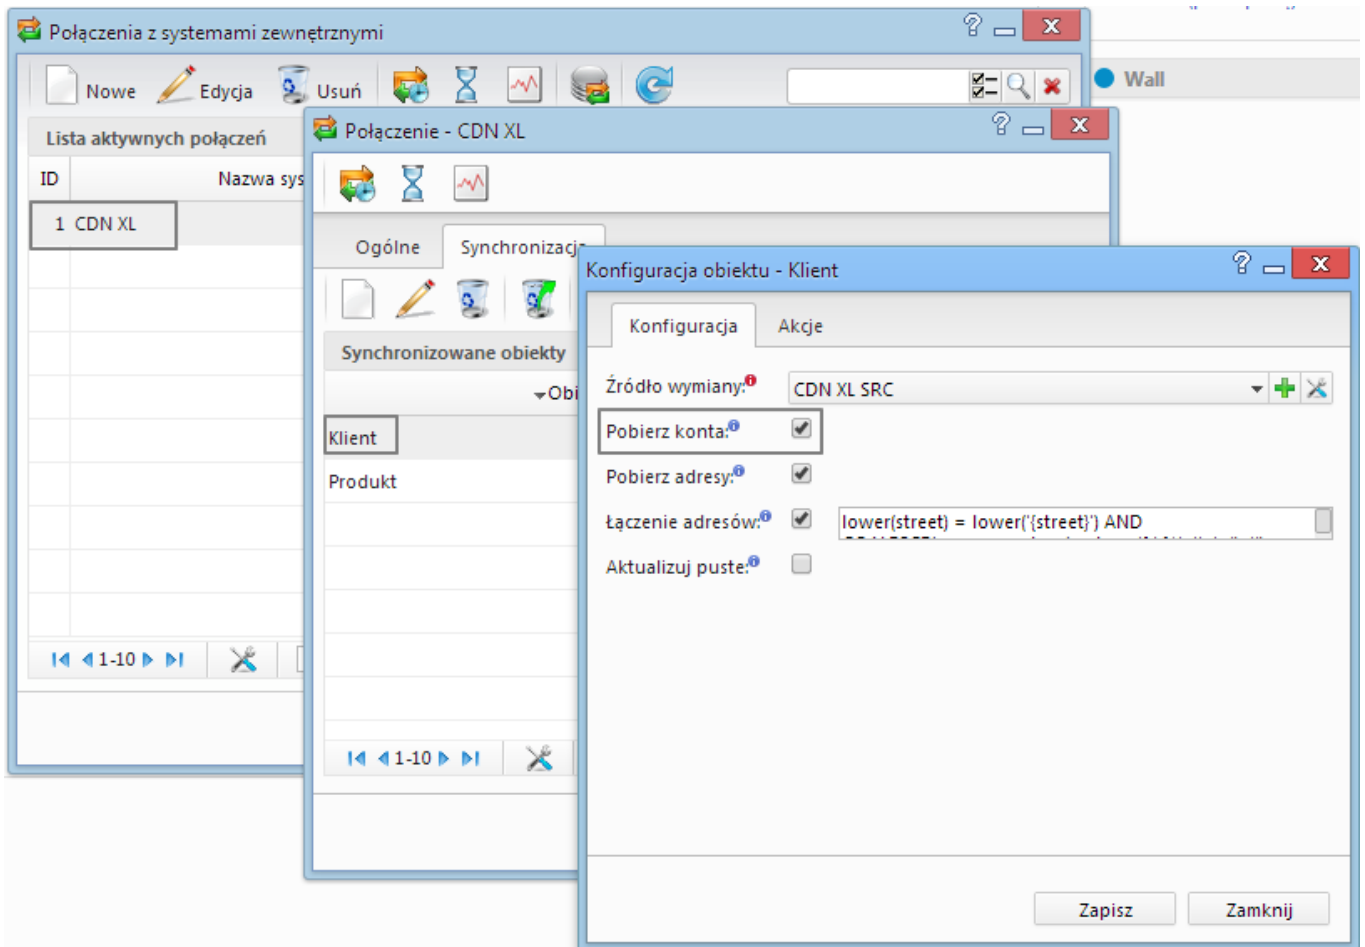 Połączenia z systemami zewnętrznymi
Nowe Edycja Usuń
Wall
Lista aktywnych połączeń
ID Nazwa sys
1 CDN XL
1-10
Połączenie - CDN XL
Ogólne Synchronizacja
Synchronizowane obiekty
Obi
Klient
Produkt
1-10
Konfiguracja obiektu - Klient
Konfiguracja Akcje
Źródło wymiany: CDN XL SRC
Pobierz konta:
Pobierz adresy:
Łączenie adresów: lower(street) = lower('{street}') AND
Aktualizuj puste:
Zapisz Zamknij